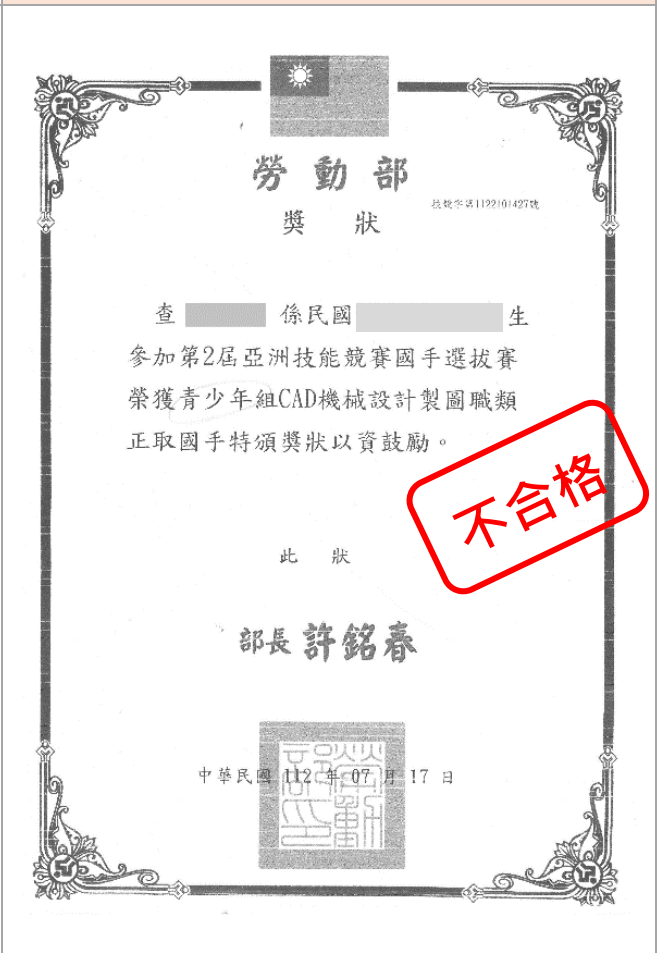 勞動部
技競字第1122101427號
獎狀
查 係民國 生
參加第2屆亞洲技能競賽國手選拔賽
榮獲青少年組CAD機械設計製圖職類
正取國手特頒獎狀以資鼓勵。
不合格
此狀
部長 許銘春
中華民國 112 年 07 月 17 日
勞動部印